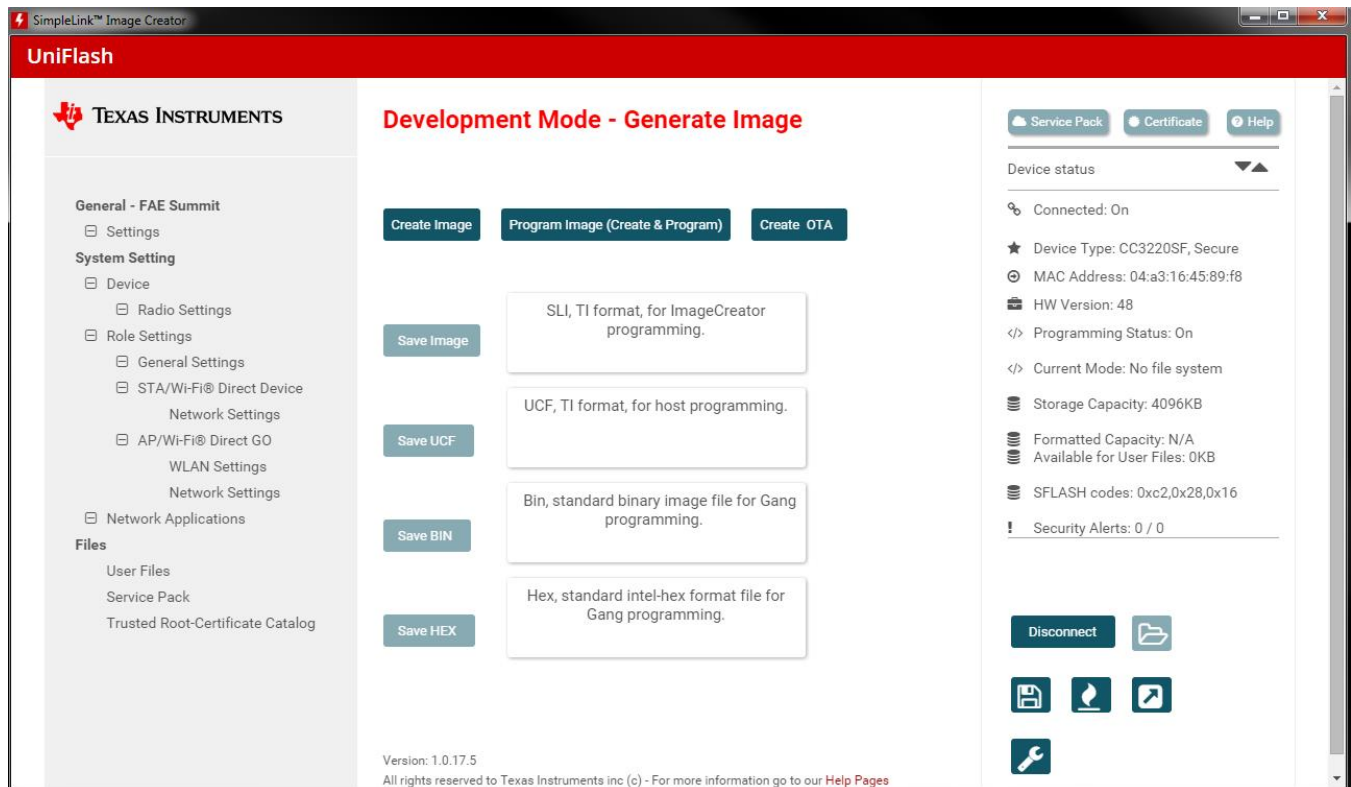 SimpleLink™ Image Creator
UniFlash
TEXAS INSTRUMENTS
General - FAE Summit
Settings
System Setting
Device
Radio Settings
Role Settings
General Settings
STA/Wi-Fi® Direct Device
Network Settings
AP/Wi-Fi® Direct GO
WLAN Settings
Network Settings
Network Applications
Files
User Files
Service Pack
Trusted Root-Certificate Catalog
Development Mode - Generate Image
Create Image
Program Image (Create & Program)
Create OTA
Save Image
SLI, TI format, for ImageCreator
programming.
Save UCF
UCF, TI format, for host programming.
Save BIN
Bin, standard binary image file for Gang
programming.
Save HEX
Hex, standard intel-hex format file for
Gang programming.
Version: 1.0.17.5
All rights reserved to Texas Instruments inc (c) - For more information go to our Help Pages
Service Pack
Certificate
Help
Device status
Connected: On
Device Type: CC3220SF, Secure
MAC Address: 04:a3:16:45:89:f8
HW Version: 48
Programming Status: On
Current Mode: No file system
Storage Capacity: 4096KB
Formatted Capacity: N/A
Available for User Files: 0KB
SFLASH codes: 0xc2,0x28,0x16
Security Alerts: 0 / 0
Disconnect